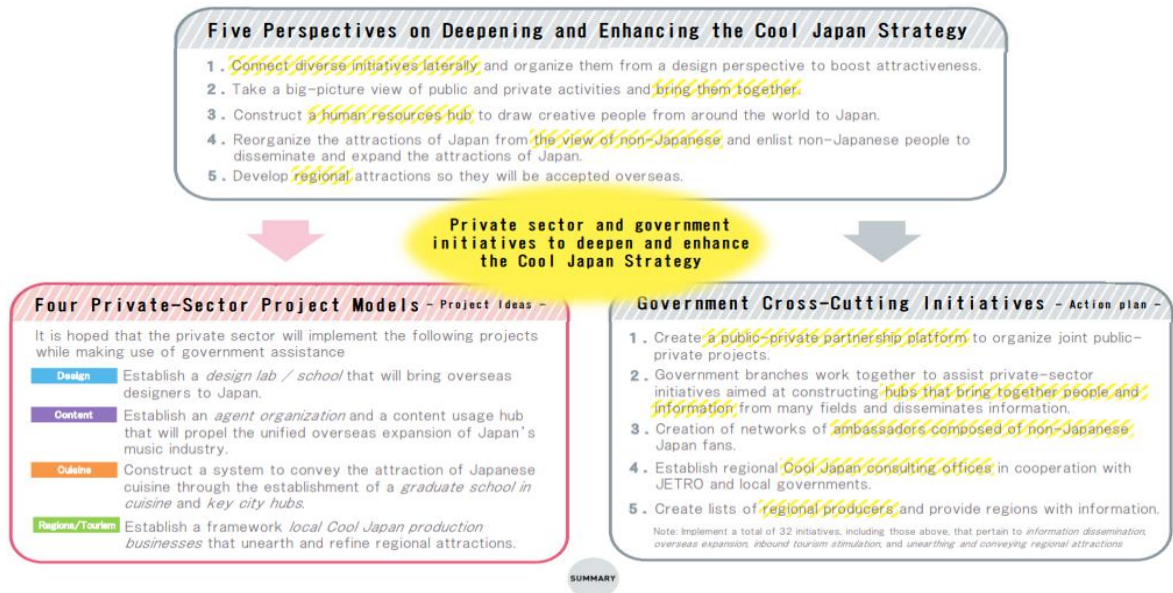 Five Perspectives on Deepening and Enhancing the Cool Japan Strategy
1. Connect diverse initiatives laterally and organize them from a design perspective to boost attractiveness.
2. Take a big-picture view of public and private activities and bring them together.
3. Construct a human resources hub to draw creative people from around the world to Japan.
4. Reorganize the attractions of Japan from the view of non-Japanese and enlist non-Japanese people to
disseminate and expand the attractions of Japan.
5. Develop regional attractions so they will be accepted overseas.
Private sector and government
initiatives to deepen and enhance
the Cool Japan Strategy
Four Private-Sector Project Models - Project Ideas -
It is hoped that the private sector will implement the following projects
while making use of government assistance
Design Establish a design lab / school that will bring overseas
designers to Japan.
Content Establish an agent organization and a content usage hub
that will propel the unified overseas expansion of Japan's
music industry.
Cuisine Construct a system to convey the attraction of Japanese
cuisine through the establishment of a graduate school in
cuisine and key city hubs.
Regions/Tourism Establish a framework local Cool Japan production
businesses that unearth and refine regional attractions.
Government Cross-Cutting Initiatives - Action plan -
1. Create a public-private partnership platform to organize joint public-
private projects.
2. Government branches work together to assist private-sector
initiatives aimed at constructing hubs that bring together people and
information from many fields and disseminates information.
3. Creation of networks of ambassadors composed of non-Japanese
Japan fans.
4. Establish regional Cool Japan consulting offices in cooperation with
JETRO and local governments.
5. Create lists of regional producers and provide regions with information.
Note: Implement a total of 32 initiatives, including those above, that pertain to information dissemination,
overseas expansion, inbound tourism stimulation, and unearthing and conveying regional attractions
SUMMARY